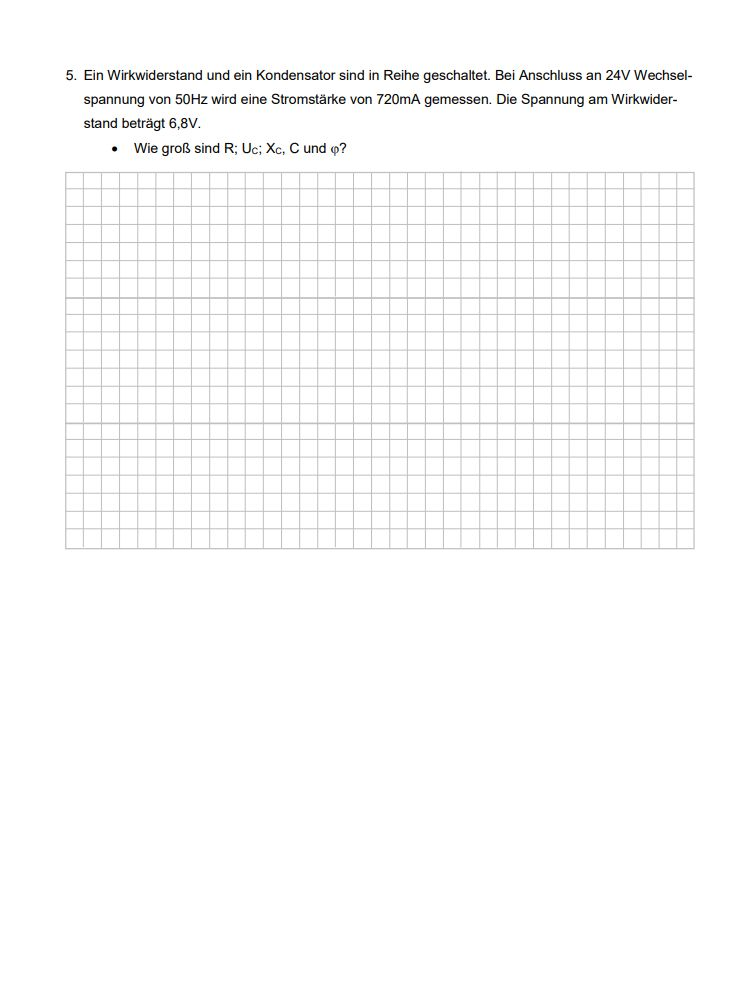 5. Ein Wirkwiderstand und ein Kondensator sind in Reihe geschaltet. Bei Anschluss an 24V Wechsel-
spannung von 50Hz wird eine Stromstärke von 720mA gemessen. Die Spannung am Wirkwider-
stand beträgt 6,8V.
• Wie groß sind R; UC; XC, C und φ?